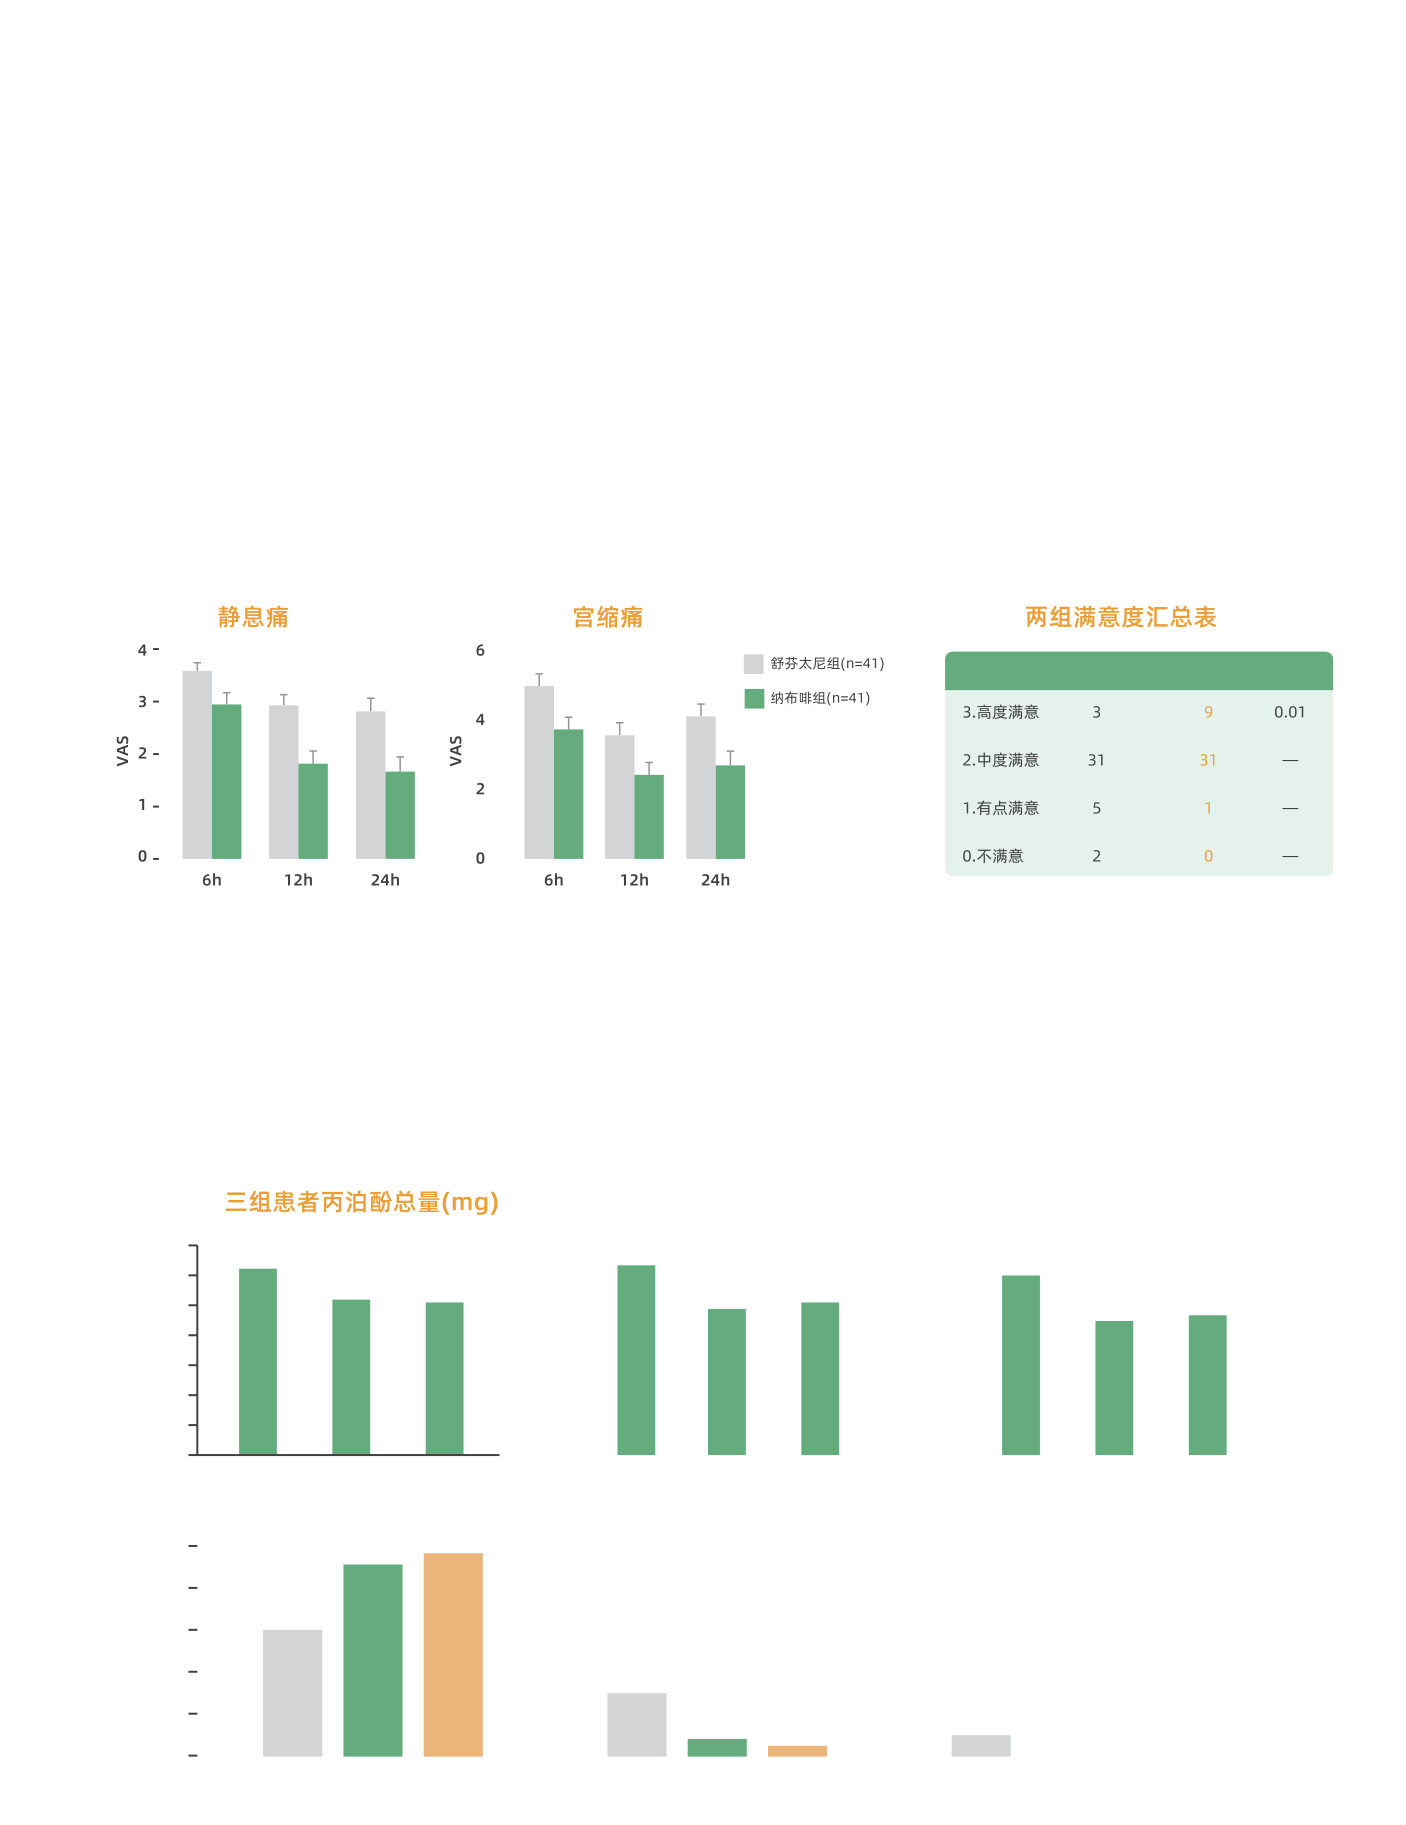 静息痛
宫缩痛
两组满意度汇总表
4
3
2
1
0
VAS
6h
12h
24h
6
4
2
0
VAS
6h
12h
24h
舒芬太尼组(n=41)
纳布啡组(n=41)
3.高度满意 3 9 0.01
2.中度满意 31 31 —
1.有点满意 5 1 —
0.不满意 2 0 —
三组患者丙泊酚总量(mg)